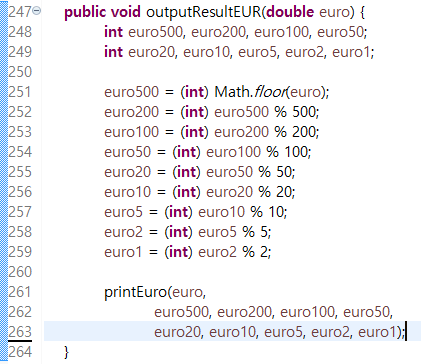 247 public void outputResultEUR(double euro) {
248 int euro500, euro200, euro100, euro50;
249 int euro20, euro10, euro5, euro2, euro1;
250
251 euro500 = (int) Math.floor(euro);
252 euro200 = (int) euro500 % 500;
253 euro100 = (int) euro200 % 200;
254 euro50 = (int) euro100 % 100;
255 euro20 = (int) euro50 % 50;
256 euro10 = (int) euro20 % 20;
257 euro5 = (int) euro10 % 10;
258 euro2 = (int) euro5 % 5;
259 euro1 = (int) euro2 % 2;
260
261 printEuro(euro,
262 euro500, euro200, euro100, euro50,
263 euro20, euro10, euro5, euro2, euro1);
264 }